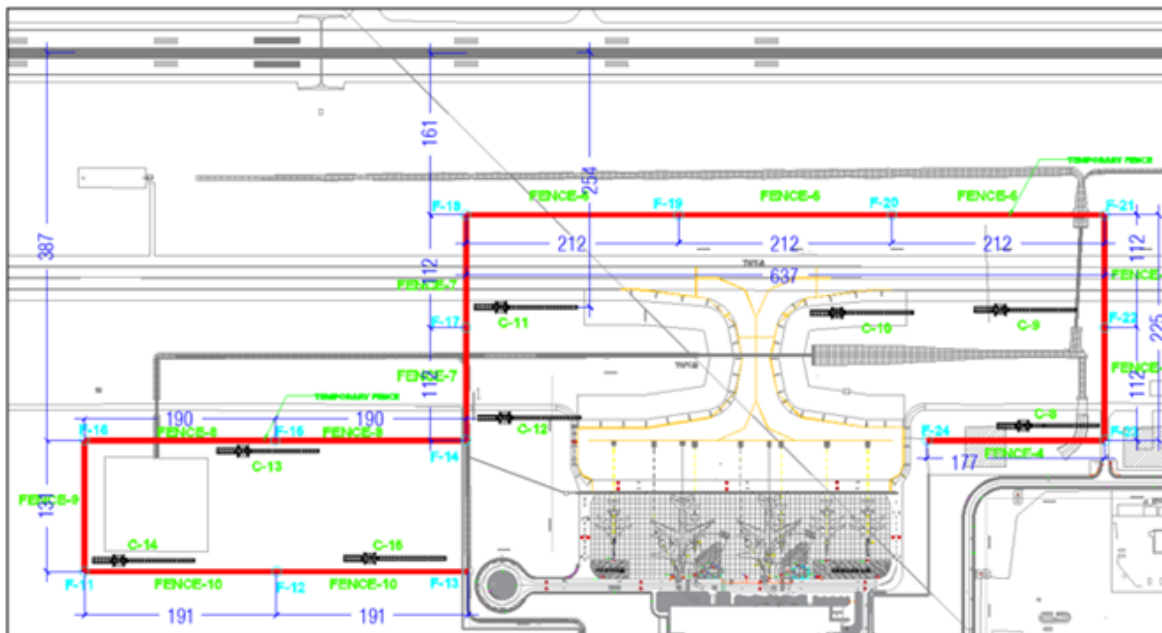 161
254
387
TEMPORARY FENCE
FENCE-6
FENCE-6
FENCE-6
F-18
F-19
F-20
F-21
212
212
212
112
112
637
FENCE-7
C-11
C-10
C-9
F-17
F-22
225
FENCE-7
112
112
TEMPORARY FENCE
190
190
C-12
C-8
F-16
FENCE-8
F-15
FENCE-8
F-14
F-24
FENCE-4
F-23
C-13
177
FENCE-9
131
C-14
C-15
F-11
FENCE-10
F-12
FENCE-10
F-13
191
191